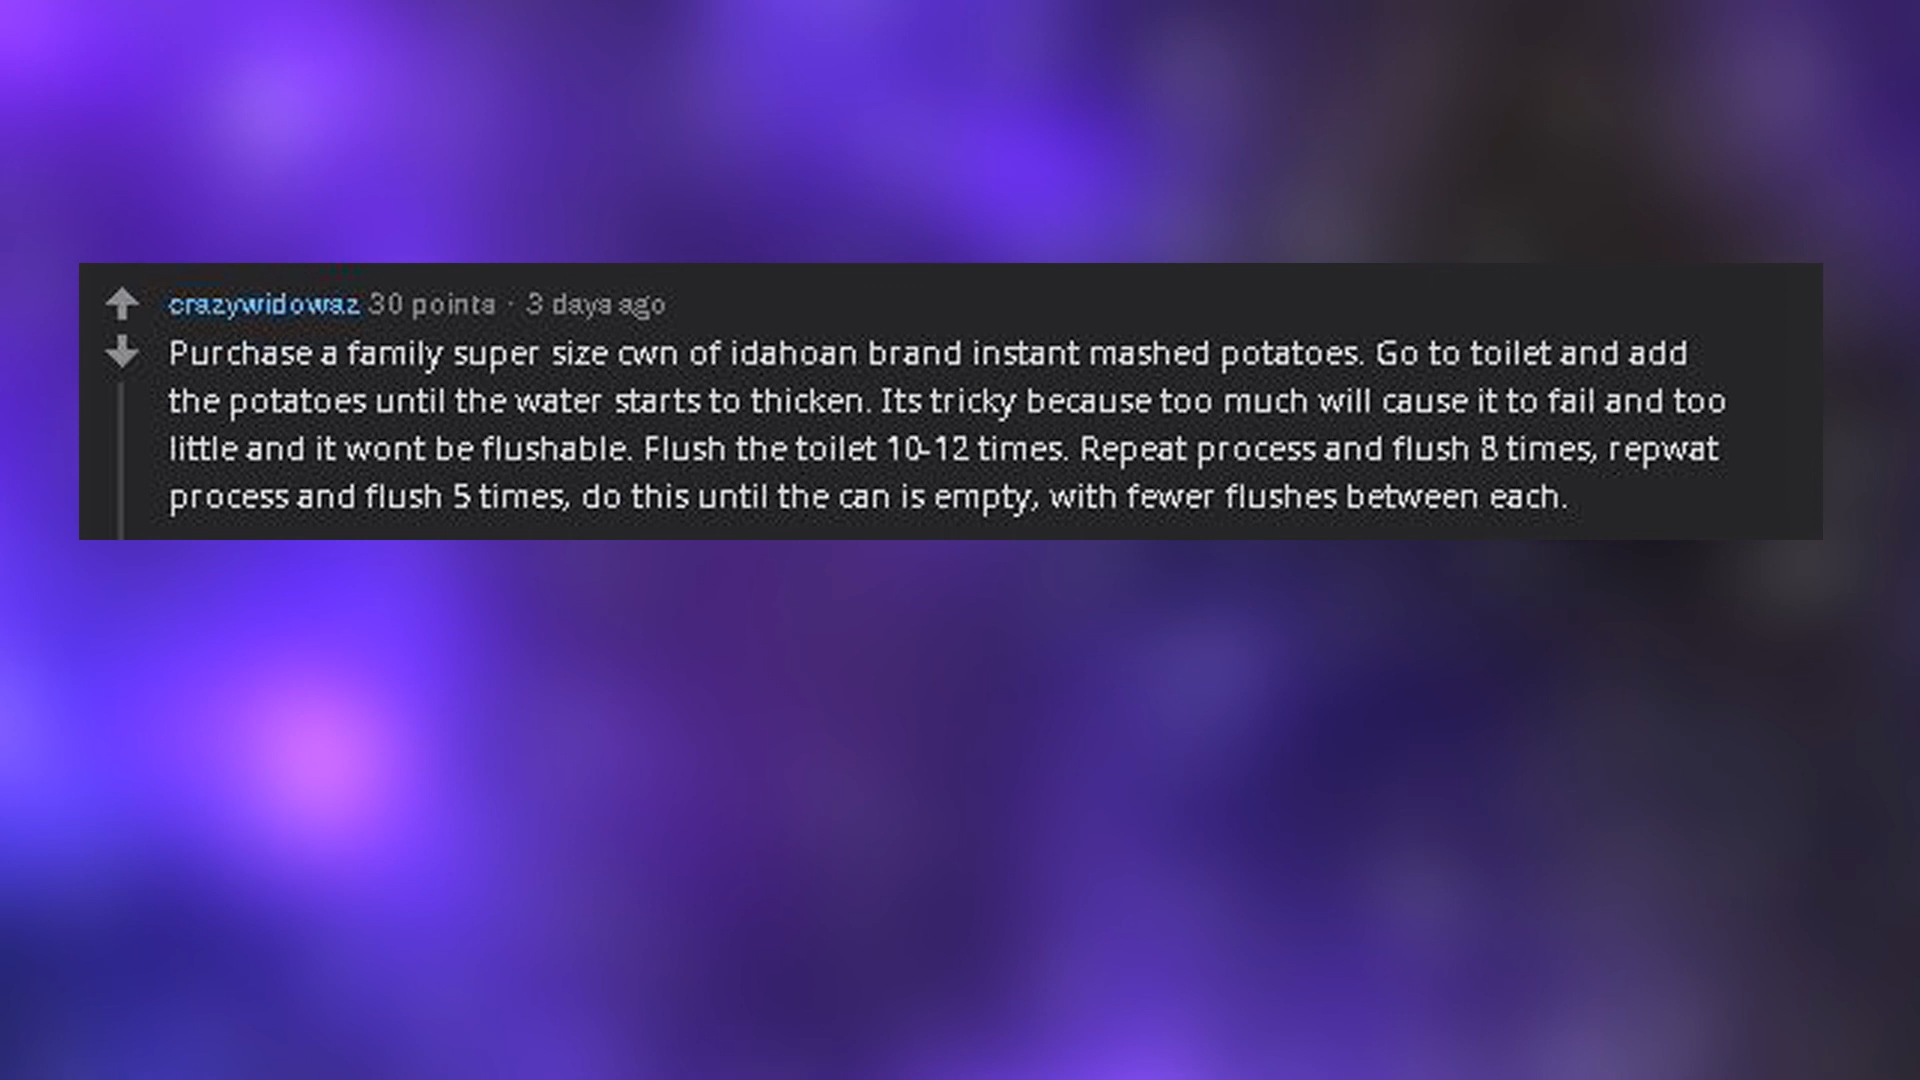 crazywidowaz 30 points · 3 days ago
Purchase a family super size cwn of idahoan brand instant mashed potatoes. Go to toilet and add
the potatoes until the water starts to thicken. Its tricky because too much will cause it to fail and too
little and it wont be flushable. Flush the toilet 10-12 times. Repeat process and flush 8 times, repwat
process and flush 5 times, do this until the can is empty, with fewer flushes between each.